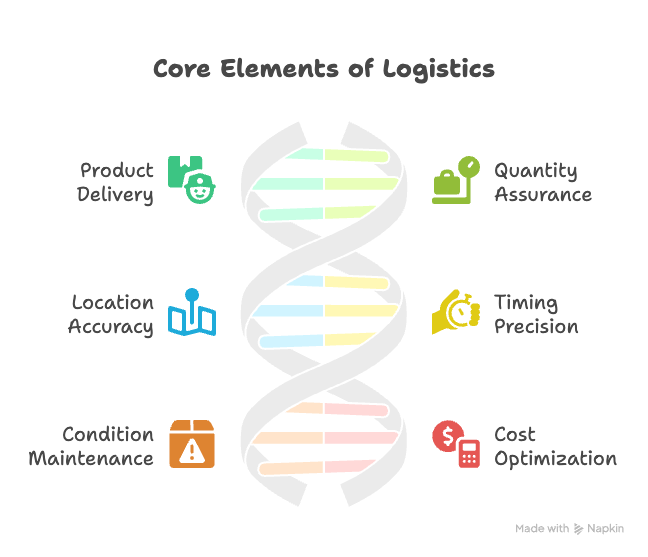 Core Elements of Logistics
Product
Delivery
Quantity
Assurance
Location
Accuracy
Timing
Precision
Condition
Maintenance
$
Cost
Optimization
Made with Napkin